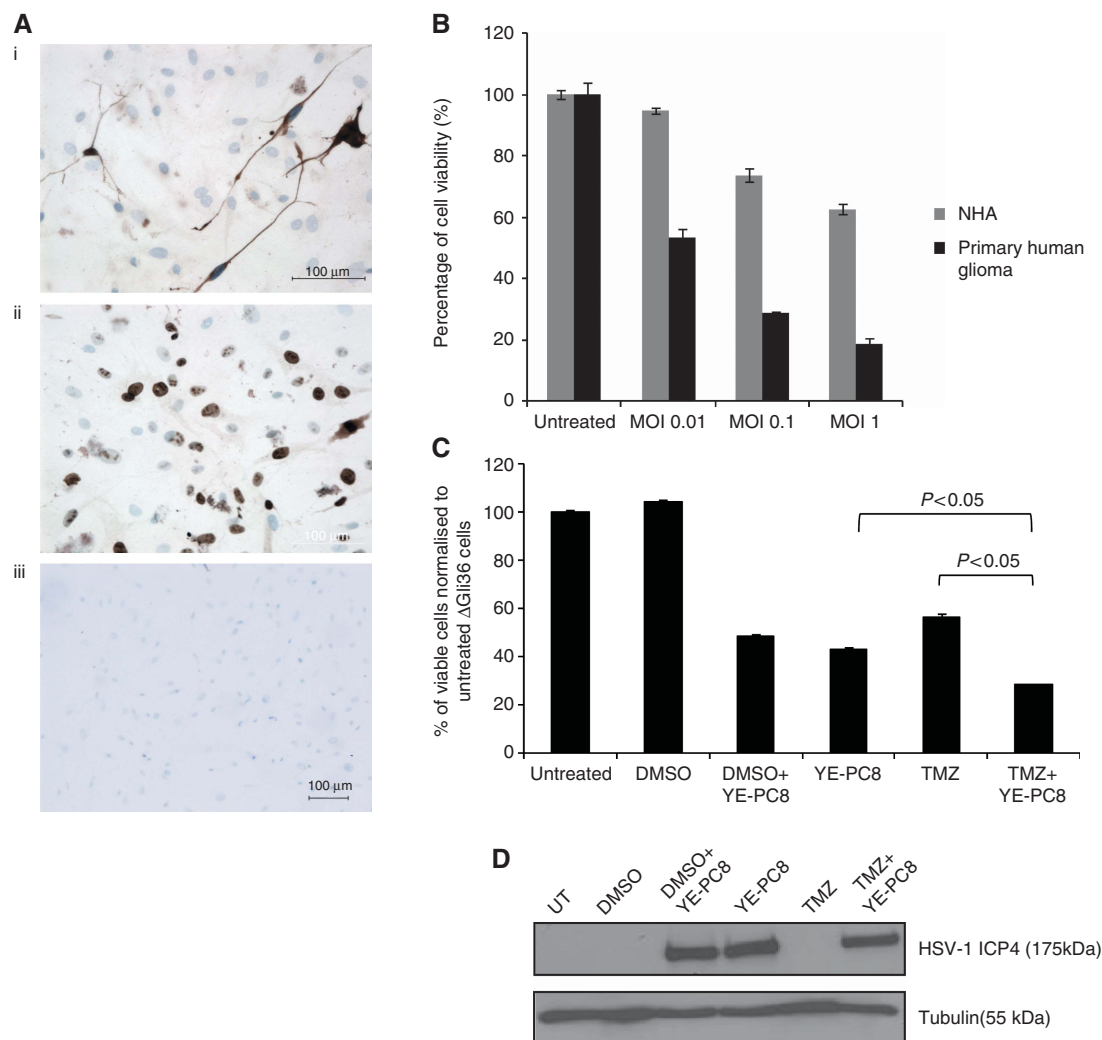 A
i
100 μm
ii
100 μm
iii
100 μm
B
Percentage of cell viability (%)
120
100
80
60
40
20
0
Untreated
MOI 0.01
MOI 0.1
MOI 1
NHA
Primary human
glioma
C
% of viable cells normalised to
untreated ΔGli36 cells
120
100
80
60
40
20
0
P<0.05
P<0.05
Untreated
DMSO
DMSO+
YE-PC8
YE-PC8
TMZ
TMZ+
YE-PC8
D
UT
DMSO
DMSO+
YE-PC8
YE-PC8
TMZ
TMZ+
YE-PC8
HSV-1 ICP4 (175kDa)
Tubulin(55 kDa)